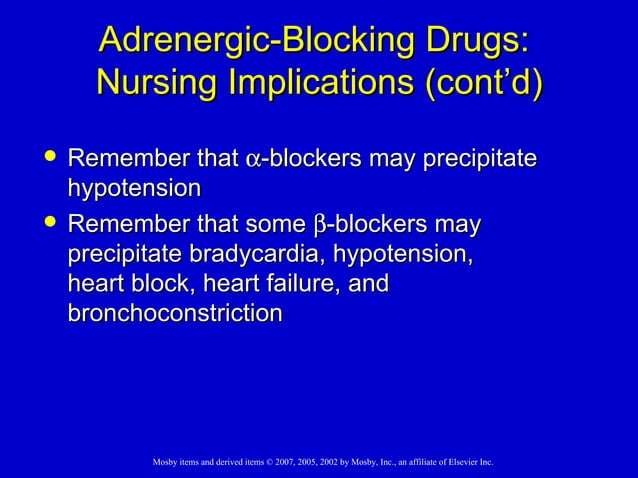 Adrenergic-Blocking Drugs:
Nursing Implications (cont’d)
Remember that α-blockers may precipitate
hypotension
Remember that some β-blockers may
precipitate bradycardia, hypotension,
heart block, heart failure, and
bronchoconstriction
Mosby items and derived items © 2007, 2005, 2002 by Mosby, Inc., an affiliate of Elsevier Inc.